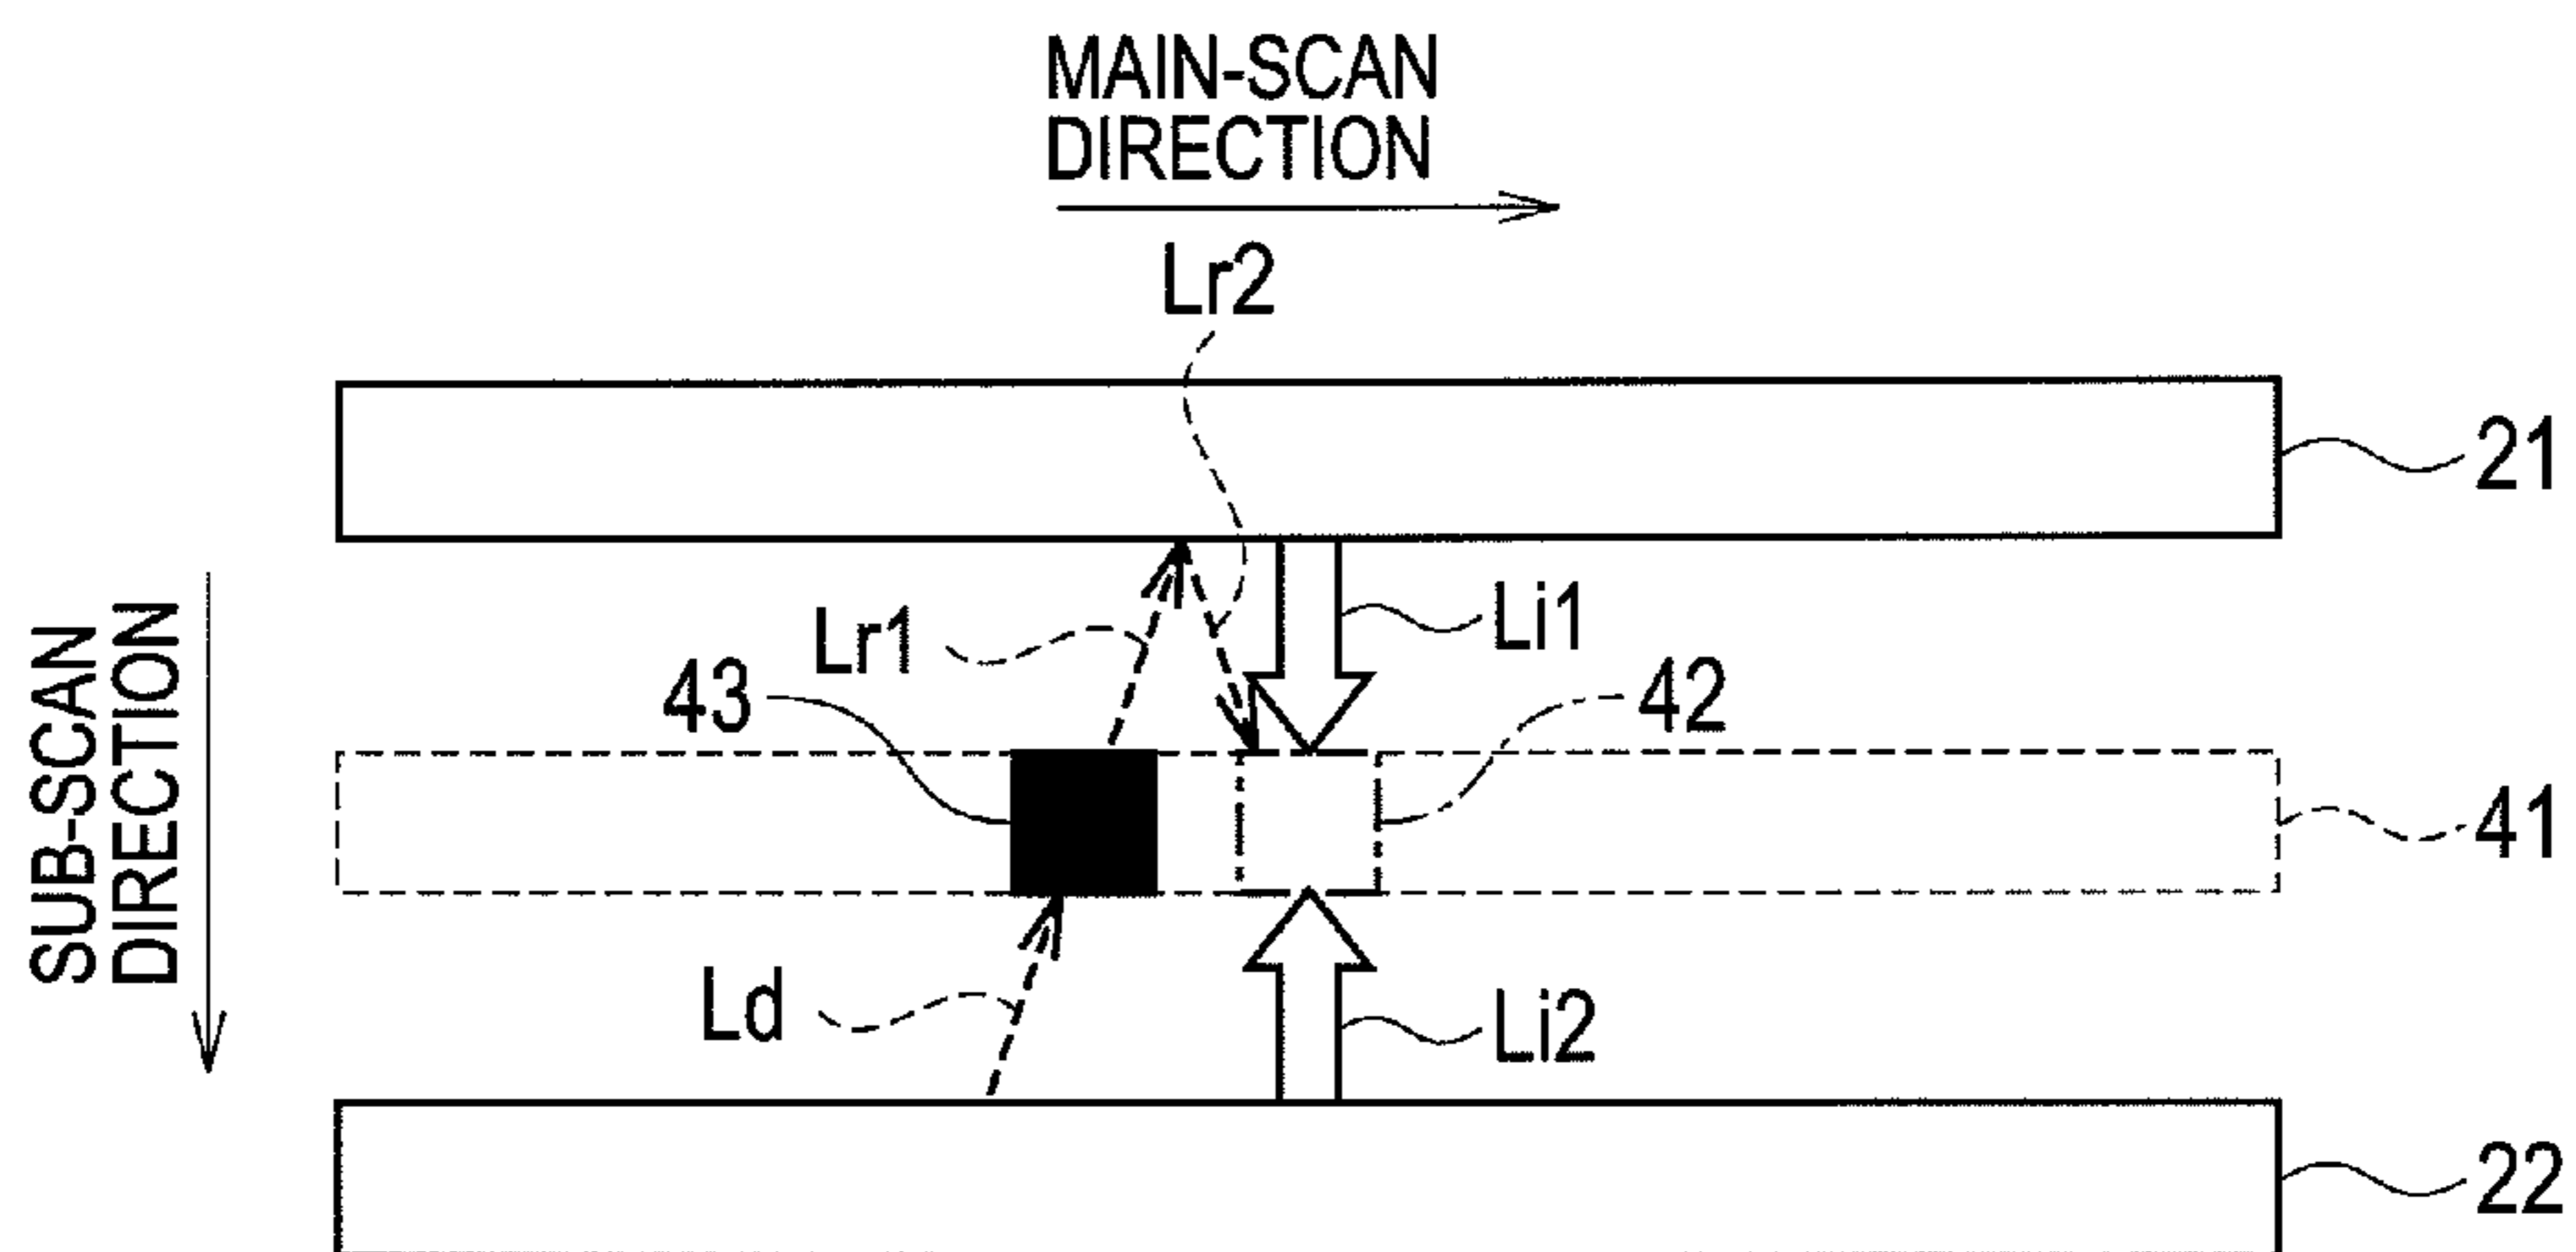 MAIN-SCAN
DIRECTION
Lr2
21
Lr1
Li1
43
42
SUB-SCAN
DIRECTION
41
Ld
Li2
22